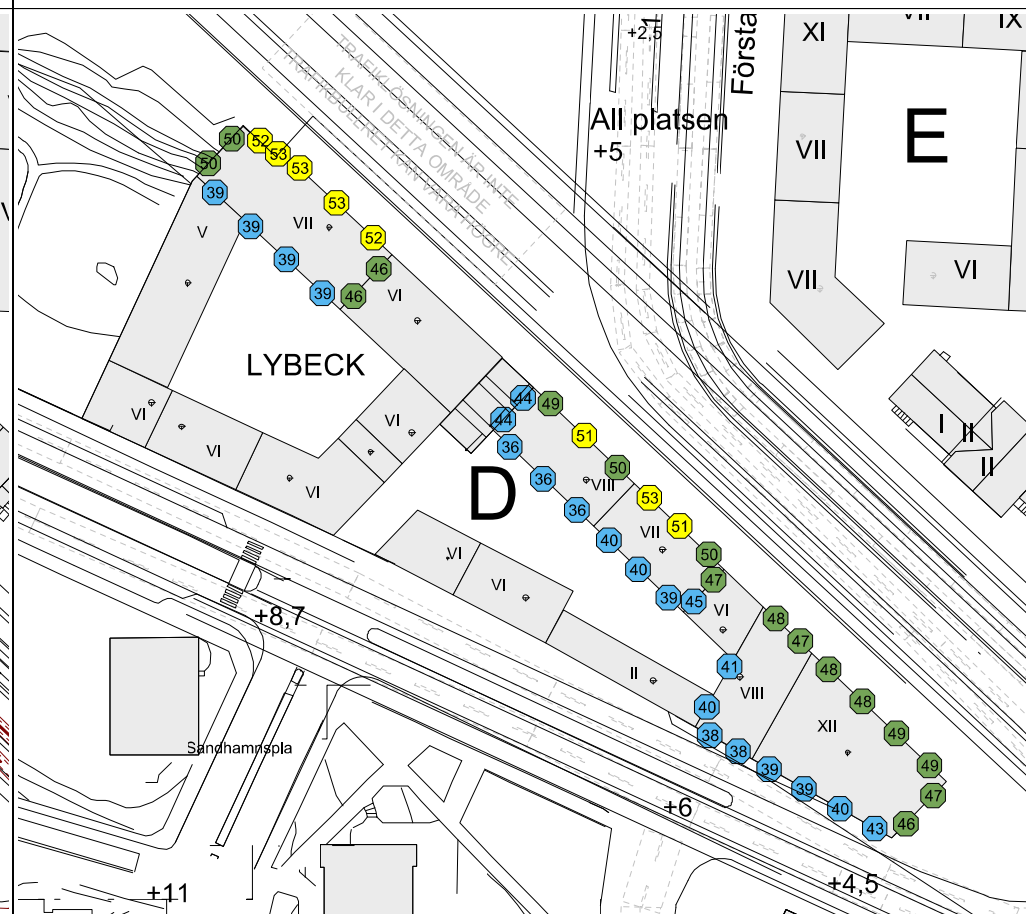 +2,5
Första
XI
VII
IX
TRAFIKLÖSNINGEN ÄR INTE
KLAR I DETTA OMRÅDE
TRAFIKBULLRET KAN VARA HÖGRE
All platsen
+5
E
VII
VII
VI
I
II
II
50
50
52
53
53
53
52
39
39
39
39
46
46
V
VII
VI
LYBECK
VI
VI
VI
VI
44
44
49
51
50
53
51
50
47
45
36
36
36
40
40
39
D
VIII
VII
VI
VI
VI
II
41
40
38
38
39
39
40
43
VIII
XII
48
47
48
48
49
49
47
46
+8,7
Sandhamnspla
+6
+4,5
+11